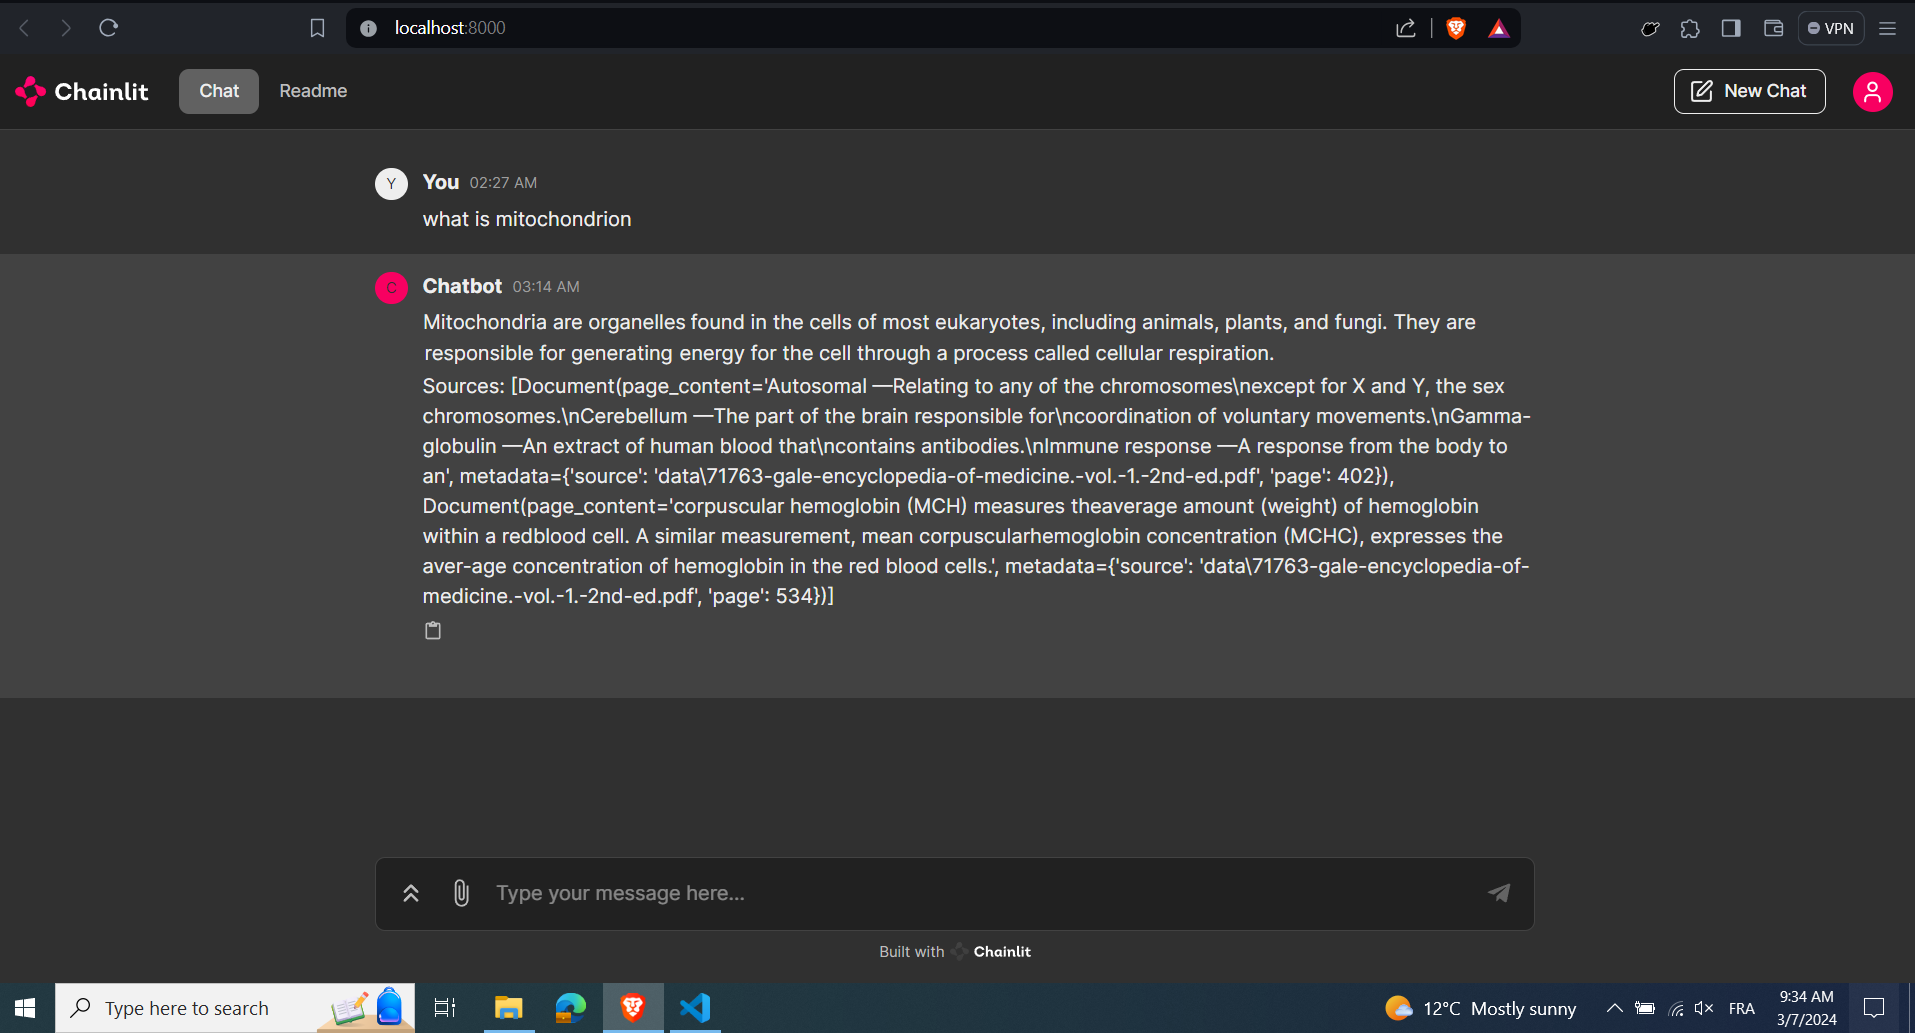 localhost:8000
VPN
Chainlit
Chat
Readme
New Chat
Y
You 02:27 AM
what is mitochondrion
C
Chatbot 03:14 AM
Mitochondria are organelles found in the cells of most eukaryotes, including animals, plants, and fungi. They are
responsible for generating energy for the cell through a process called cellular respiration.
Sources: [Document(page_content='Autosomal —Relating to any of the chromosomes\nexcept for X and Y, the sex
chromosomes.\nCerebellum —The part of the brain responsible for\ncoordination of voluntary movements.\nGamma-
globulin —An extract of human blood that\ncontains antibodies.\nImmune response —A response from the body to
an', metadata={'source': 'data\71763-gale-encyclopedia-of-medicine.-vol.-1.-2nd-ed.pdf', 'page': 402}),
Document(page_content='corpuscular hemoglobin (MCH) measures theaverage amount (weight) of hemoglobin
within a redblood cell. A similar measurement, mean corpuscularhemoglobin concentration (MCHC), expresses the
aver-age concentration of hemoglobin in the red blood cells.', metadata={'source': 'data\71763-gale-encyclopedia-of-
medicine.-vol.-1.-2nd-ed.pdf', 'page': 534})]
Type your message here...
Built with Chainlit
Type here to search
12°C Mostly sunny
FRA
9:34 AM
3/7/2024